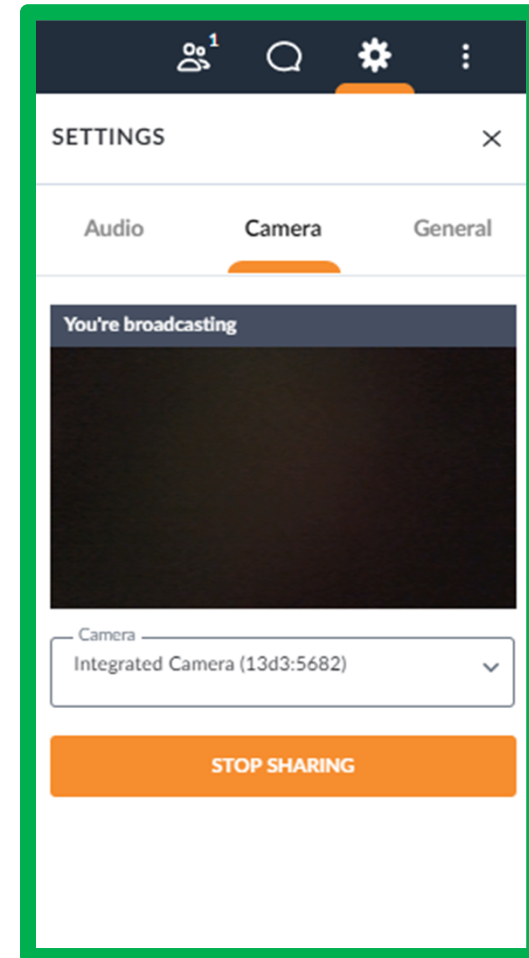 1
SETTINGS
Audio Camera General
You're broadcasting
Camera
Integrated Camera (13d3:5682)
STOP SHARING